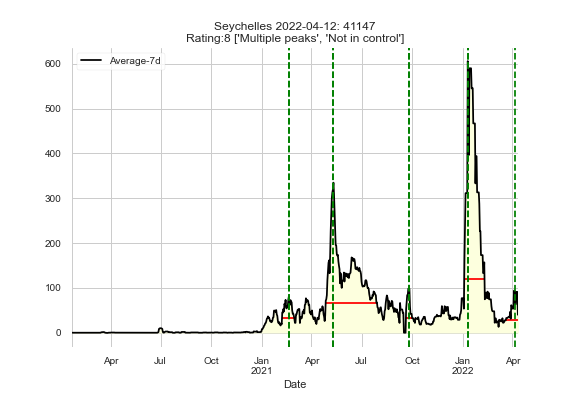 Seychelles 2022-04-12: 41147
Rating:8 ['Multiple peaks', 'Not in control']
Average-7d
600
500
400
300
200
100
0
Apr Jul Oct Jan Apr Jul Oct Jan Apr
2021 2022
Date